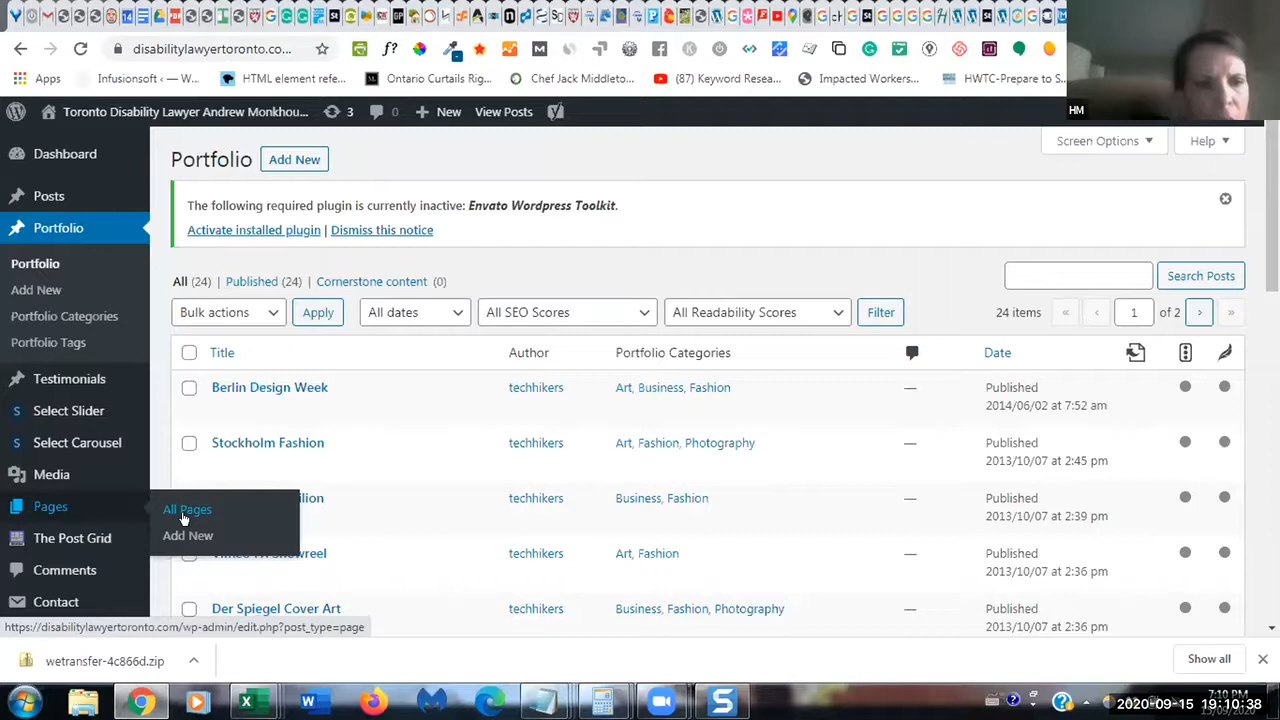 disabilitylawyertoronto.co...
f?
Apps
Infusionsoft ‹ — W...
HTML element refe...
Ontario Curtails Rig...
Chef Jack Middleto...
(87) Keyword Resea...
Impacted Workers...
HWTC-Prepare to S...
HM
Toronto Disability Lawyer Andrew Monkhou...
3
0
New
View Posts
Dashboard
Posts
Portfolio
Portfolio
Add New
Portfolio Categories
Portfolio Tags
Testimonials
Select Slider
Select Carousel
Media
Pages
All Pages
Add New
The Post Grid
Comments
Contact
Portfolio
Add New
Screen Options
Help
The following required plugin is currently inactive: Envato Wordpress Toolkit.
Activate installed plugin | Dismiss this notice
All (24) | Published (24) | Cornerstone content (0)
Search Posts
Bulk actions
Apply
All dates
All SEO Scores
All Readability Scores
Filter
24 items « ‹ 1 of 2 › »
Title Author Portfolio Categories Date
Berlin Design Week techhikers Art, Business, Fashion — Published
2014/06/02 at 7:52 am
Stockholm Fashion techhikers Art, Fashion, Photography — Published
2013/10/07 at 2:45 pm
techhikers Business, Fashion — Published
2013/10/07 at 2:39 pm
techhikers Art, Fashion — Published
2013/10/07 at 2:36 pm
Der Spiegel Cover Art techhikers Business, Fashion, Photography — Published
2013/10/07 at 2:36 pm
https://disabilitylawyertoronto.com/wp-admin/edit.php?post_type=page
wetransfer-4c866d.zip
Show all
7:10 PM
2020-09-15 19:10:38